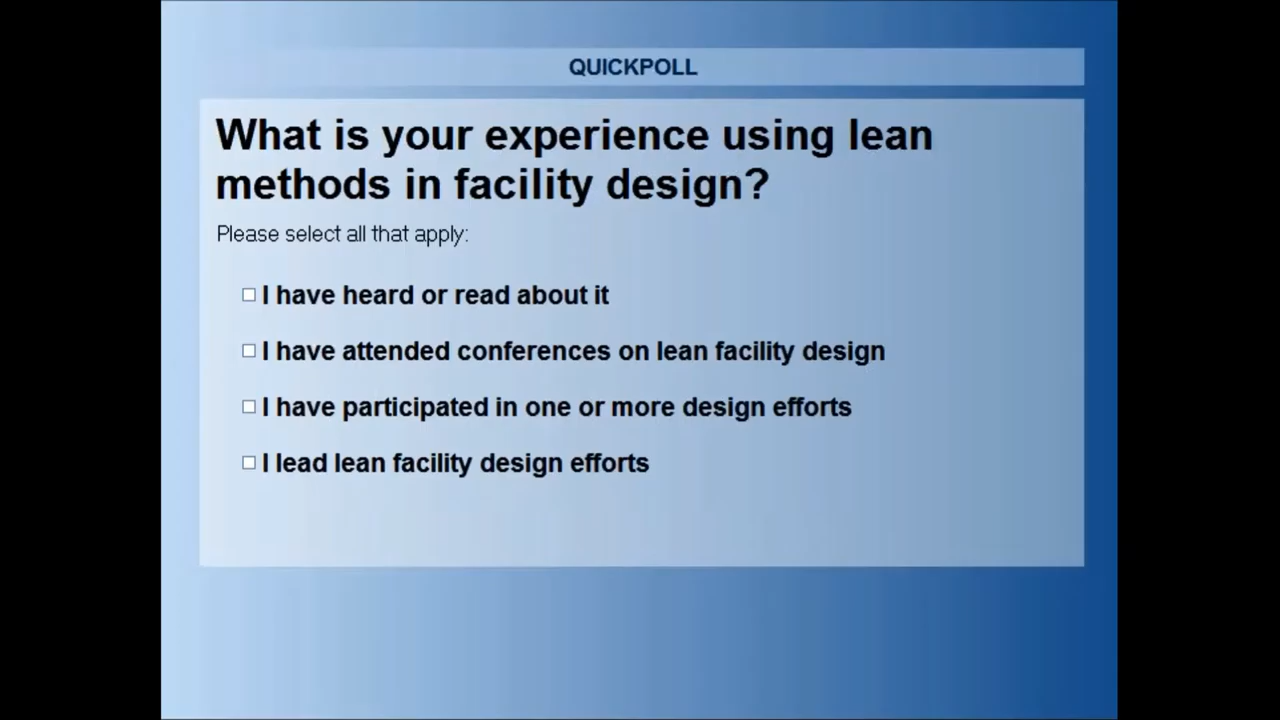 QUICKPOLL
What is your experience using lean
methods in facility design?
Please select all that apply:
I have heard or read about it
I have attended conferences on lean facility design
I have participated in one or more design efforts
I lead lean facility design efforts